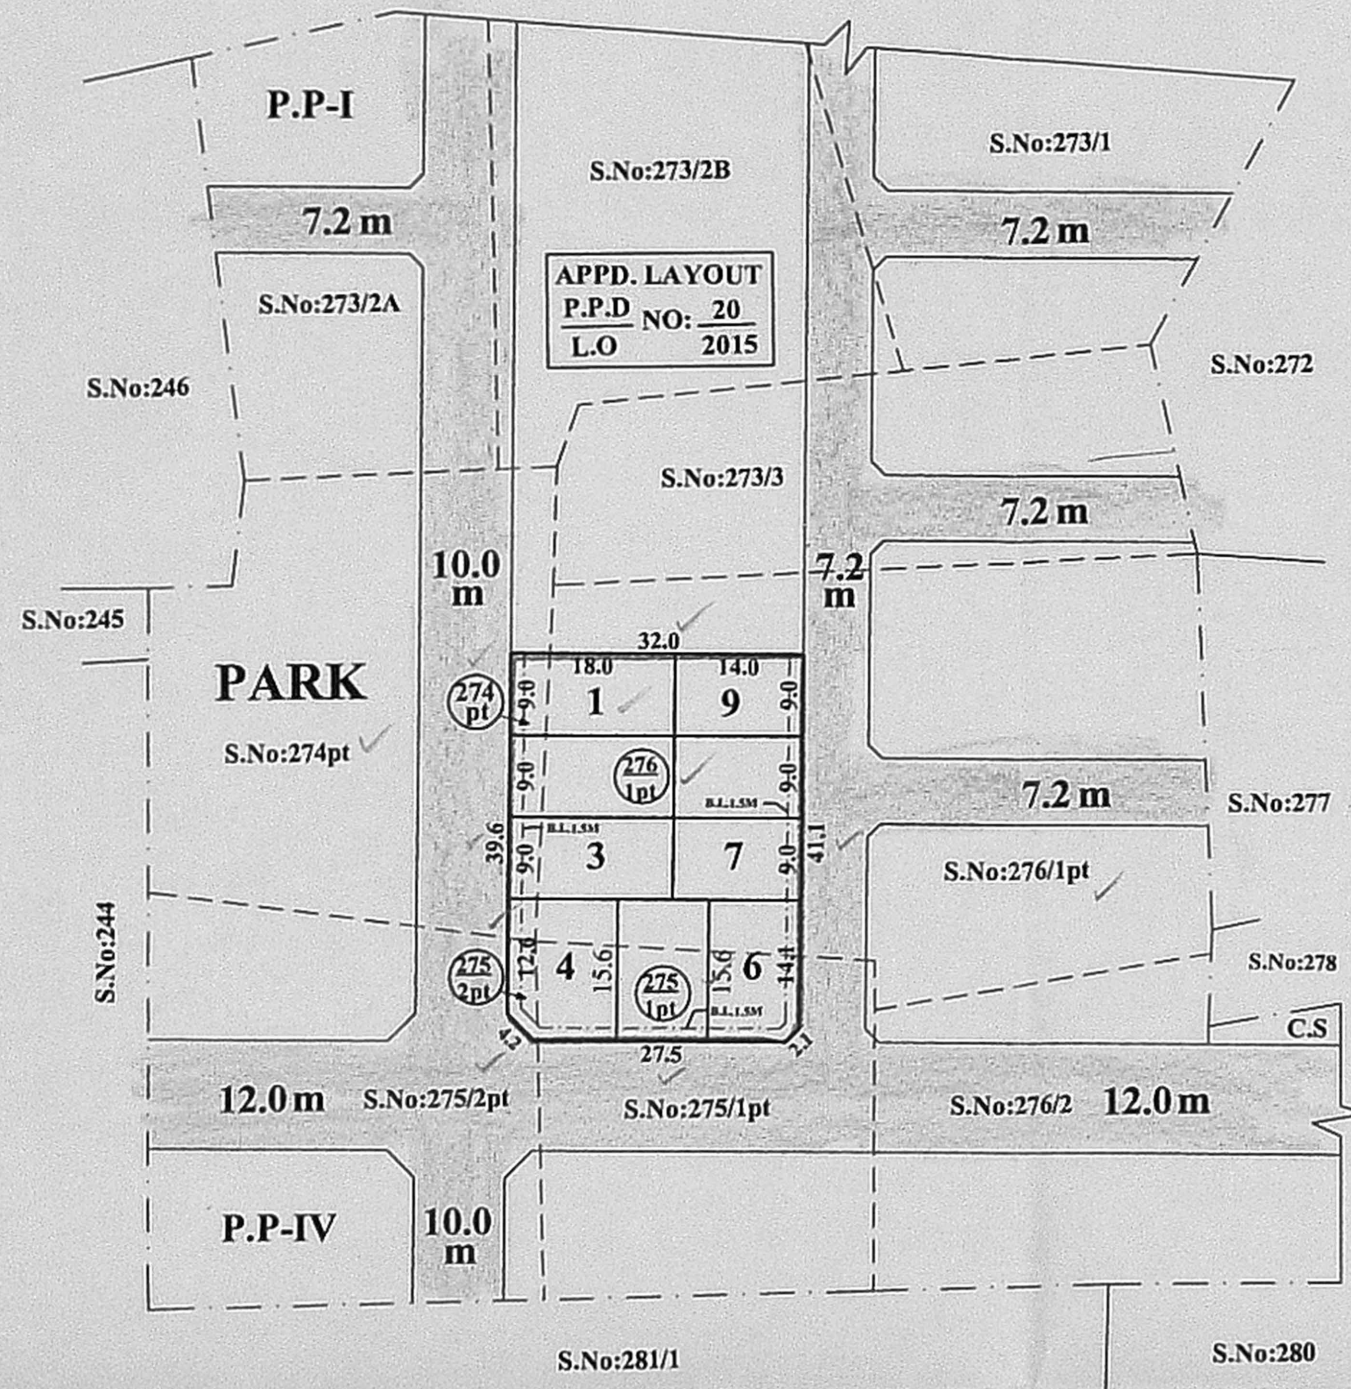 P.P-I
S.No:273/1
S.No:273/2B
7.2 m
7.2 m
APPD. LAYOUT
P.P.D
L.O
NO:
20
2015
S.No:273/2A
S.No:272
S.No:246
S.No:273/3
7.2 m
10.0
m
7.2
m
S.No:245
32.0
18.0
14.0
PARK
274
pt
9.0
1
9
9.0
S.No:274pt
9.0
276
1pt
9.0
B.L.1.5M
7.2 m
S.No:277
B.L.1.5M
39.6
9.0
3
7
9.0
41.1
S.No:276/1pt
S.No:244
275
2pt
12.6
4
15.6
275
1pt
15.6
6
14.1
B.L.1.5M
S.No:278
C.S
4.2
27.5
2.1
12.0 m
S.No:275/2pt
S.No:275/1pt
S.No:276/2
12.0 m
P.P-IV
10.0
m
S.No:281/1
S.No:280